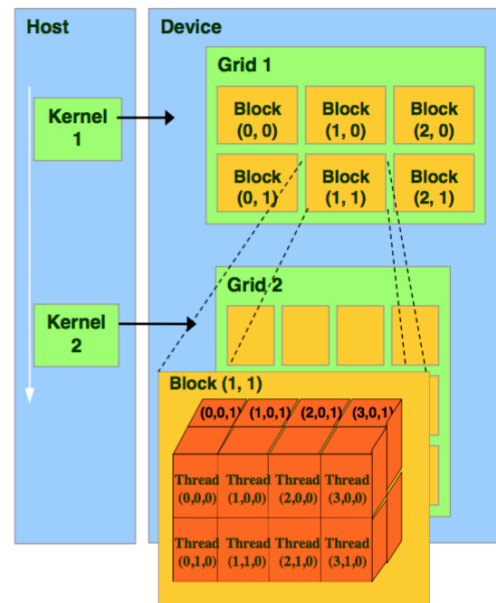 Host
Device
Grid 1
Kernel
1
Block
(0, 0)
Block
(1, 0)
Block
(2, 0)
Block
(0, 1)
Block
(1, 1)
Block
(2, 1)
Grid 2
Kernel
2
Block (1, 1)
(0,0,1) (1,0,1) (2,0,1) (3,0,1)
Thread Thread Thread Thread
(0,0,0) (1,0,0) (2,0,0) (3,0,0)
Thread Thread Thread Thread
(0,1,0) (1,1,0) (2,1,0) (3,1,0)